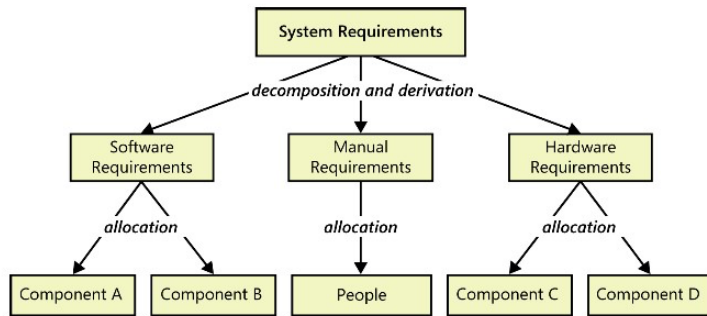 System Requirements
decomposition and derivation
Software
Requirements
Manual
Requirements
Hardware
Requirements
allocation
allocation
allocation
Component A
Component B
People
Component C
Component D